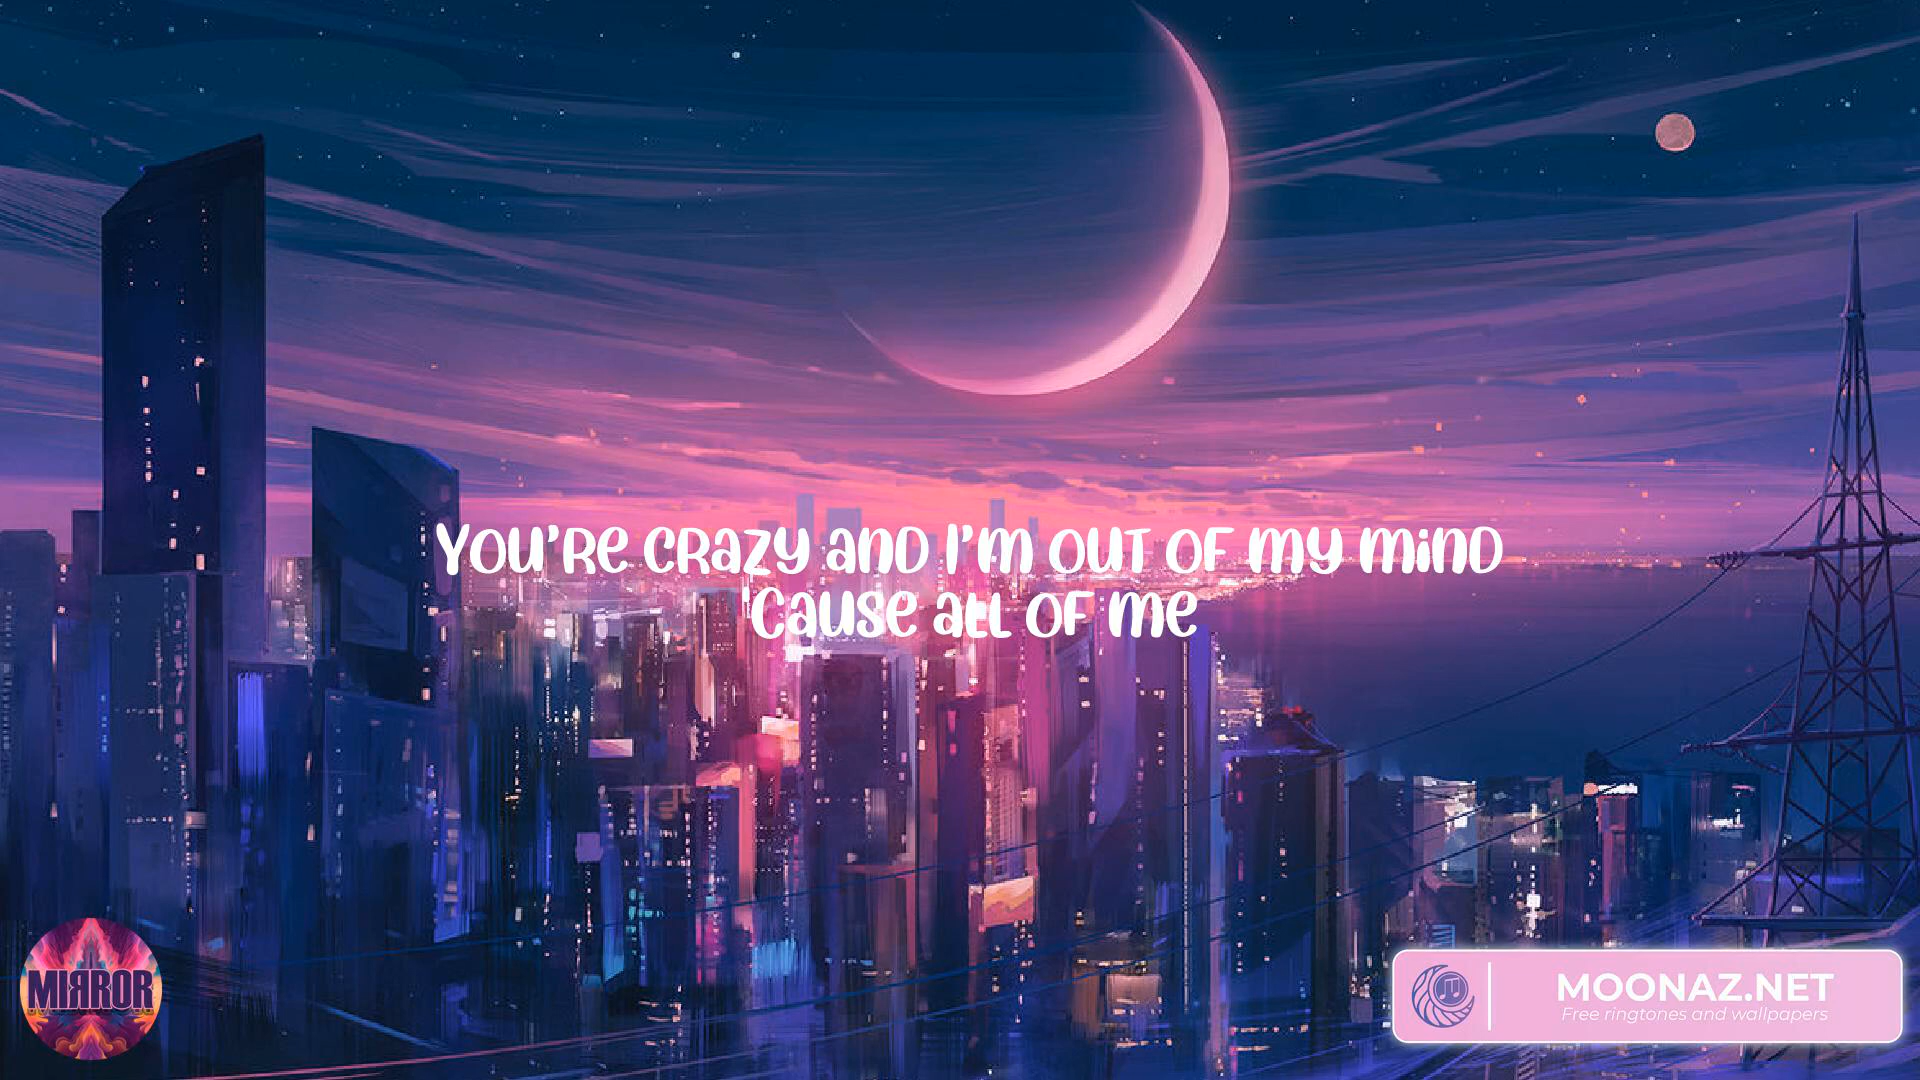 You're crazy and I'm out of my mind
'Cause all of me
MIRROR
MOONAZ.NET
Free ringtones and wallpapers